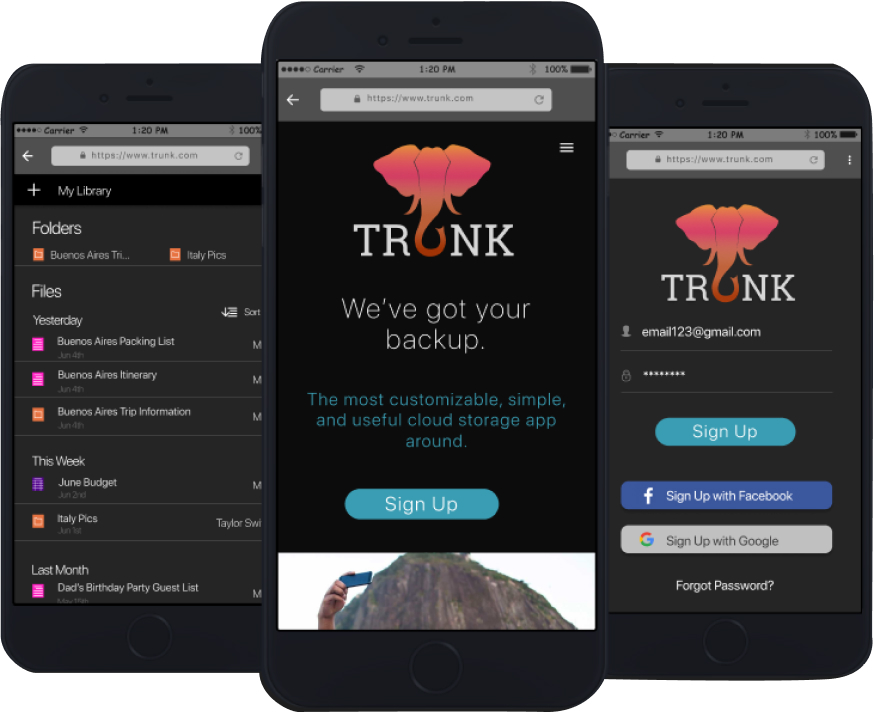 Carrier
1:20 PM
100%
https://www.trunk.com
My Library
Folders
Buenos Aires Tri...
Italy Pics
Files
Sort
Yesterday
Buenos Aires Packing List
M
Jun 4th
Buenos Aires Itinerary
M
Jun 4th
Buenos Aires Trip Information
M
Jun 4th
This Week
June Budget
M
Jun 2nd
Italy Pics
Taylor Swi
Jun 1st
Last Month
Dad's Birthday Party Guest List
M
May 15th
Carrier
1:20 PM
100%
https://www.trunk.com
TRUNK
We've got your
backup.
The most customizable, simple,
and useful cloud storage app
around.
Sign Up
Carrier
1:20 PM
100%
https://www.trunk.com
TRUNK
email123@gmail.com
********
Sign Up
f Sign Up with Facebook
G Sign Up with Google
Forgot Password?